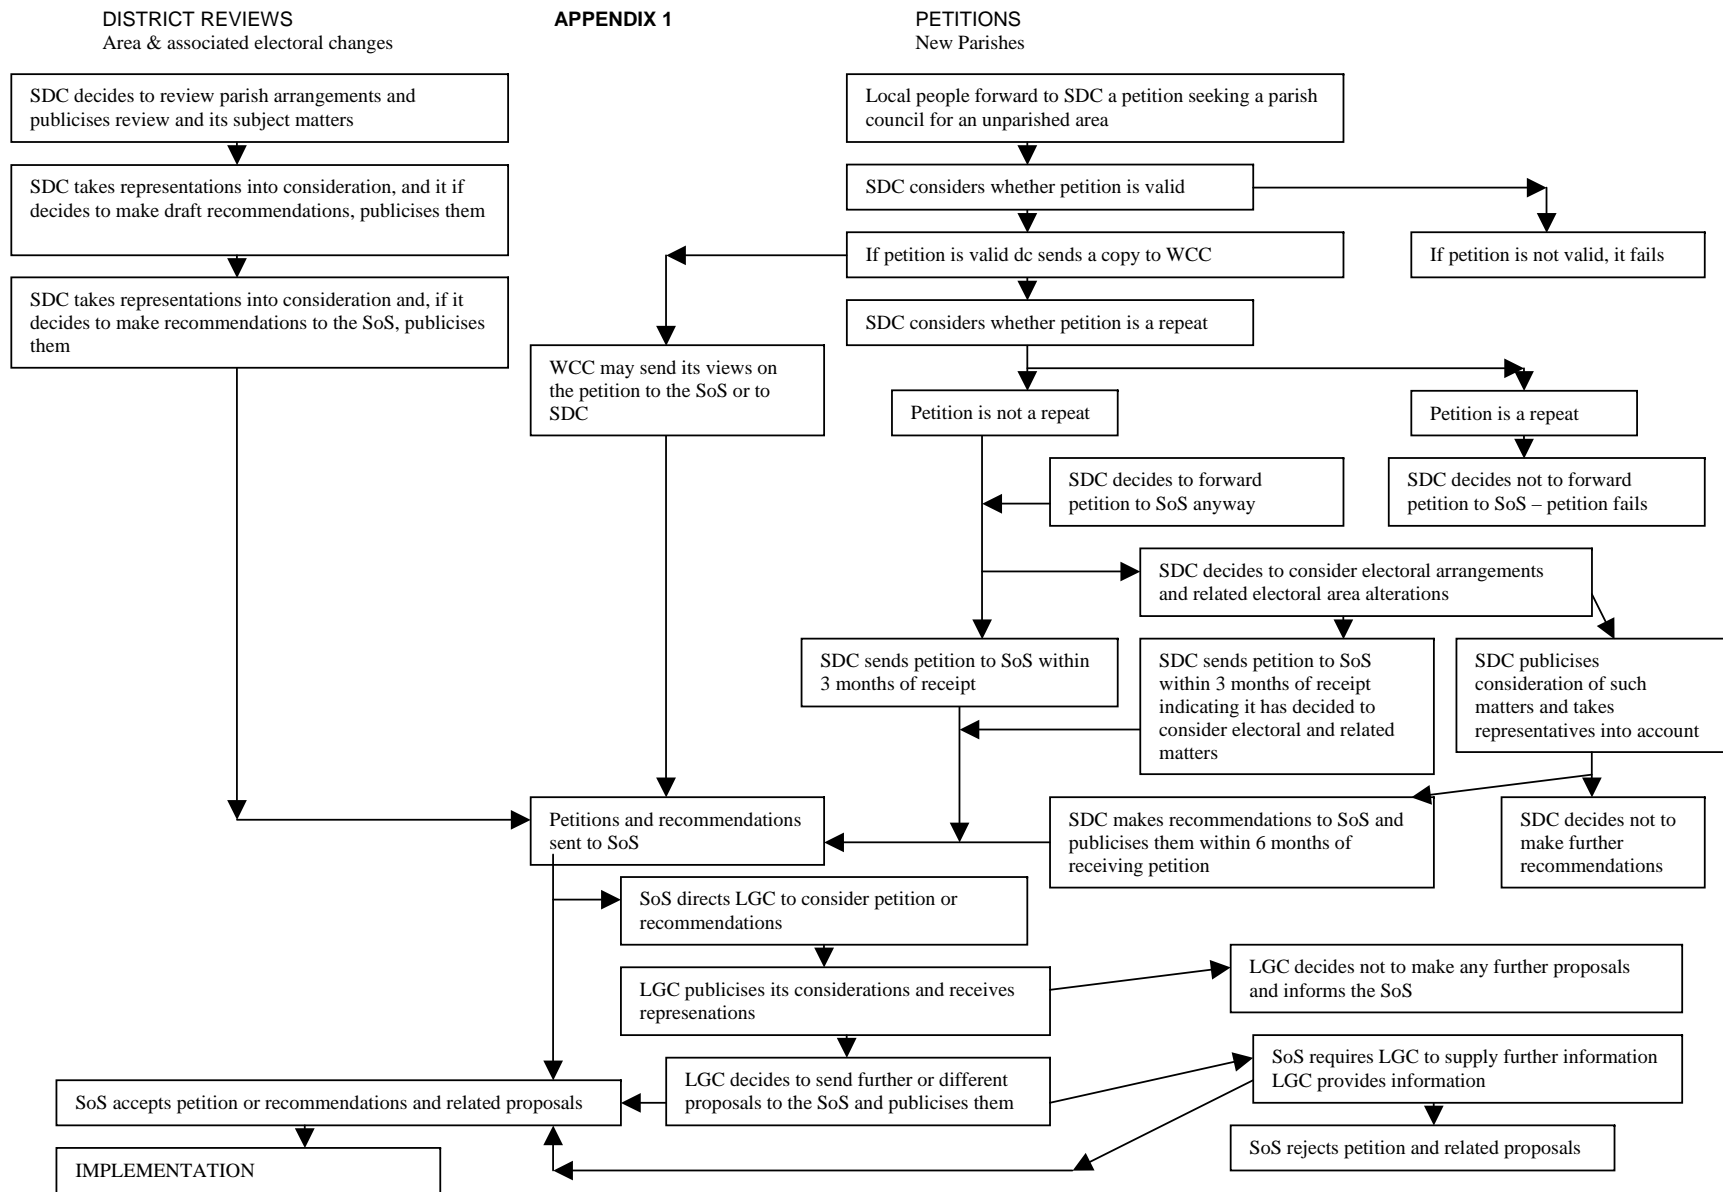 DISTRICT REVIEWS
Area & associated electoral changes
APPENDIX 1
PETITIONS
New Parishes
SDC decides to review parish arrangements and
publicises review and its subject matters
SDC takes representations into consideration, and it if
decides to make draft recommendations, publicises them
SDC takes representations into consideration and, if it
decides to make recommendations to the SoS, publicises
them
Local people forward to SDC a petition seeking a parish
council for an unparished area
SDC considers whether petition is valid
If petition is valid dc sends a copy to WCC
If petition is not valid, it fails
SDC considers whether petition is a repeat
WCC may send its views on
the petition to the SoS or to
SDC
Petition is not a repeat
Petition is a repeat
SDC decides to forward
petition to SoS anyway
SDC decides not to forward
petition to SoS – petition fails
SDC decides to consider electoral arrangements
and related electoral area alterations
SDC sends petition to SoS within
3 months of receipt
SDC sends petition to SoS
within 3 months of receipt
indicating it has decided to
consider electoral and related
matters
SDC publicises
consideration of such
matters and takes
representatives into account
Petitions and recommendations
sent to SoS
SDC makes recommendations to SoS and
publicises them within 6 months of
receiving petition
SDC decides not to
make further
recommendations
SoS directs LGC to consider petition or
recommendations
LGC publicises its considerations and receives
represenations
LGC decides not to make any further proposals
and informs the SoS
LGC decides to send further or different
proposals to the SoS and publicises them
SoS requires LGC to supply further information
LGC provides information
SoS accepts petition or recommendations and related proposals
SoS rejects petition and related proposals
IMPLEMENTATION